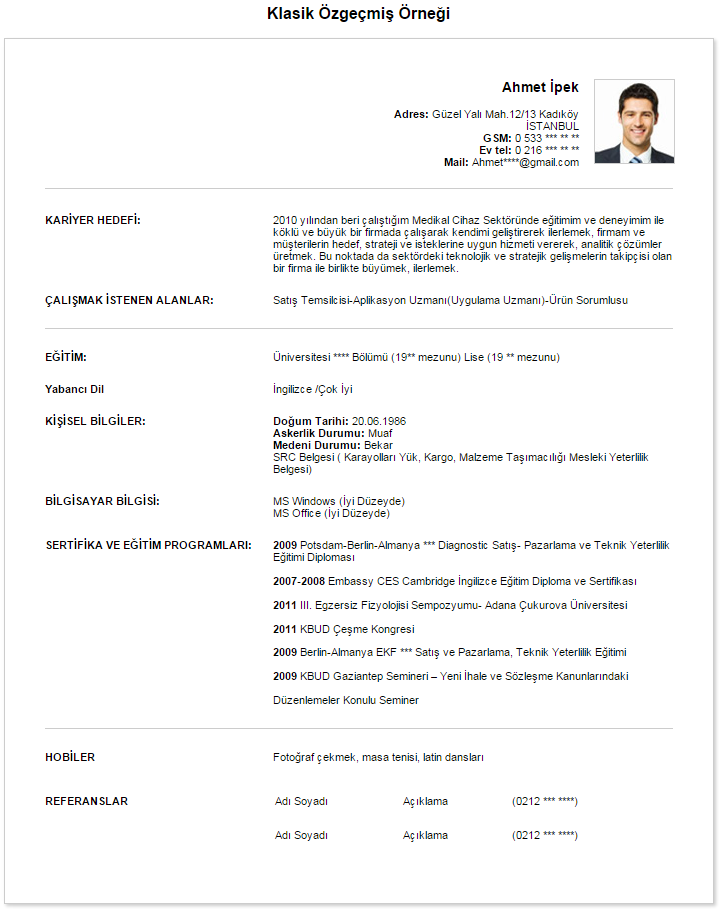 Klasik Özgeçmiş Örneği
Ahmet İpek
Adres: Güzel Yalı Mah.12/13 Kadıköy
İSTANBUL
GSM: 0 533 *** ** **
Ev tel: 0 216 *** ** **
Mail: Ahmet****@gmail.com
KARİYER HEDEFİ:
2010 yılından beri çalıştığım Medikal Cihaz Sektöründe eğitimim ve deneyimim ile
köklü ve büyük bir firmada çalışarak kendimi geliştirerek ilerlemek, firmam ve
müşterilerin hedef, strateji ve isteklerine uygun hizmeti vererek, analitik çözümler
üretmek. Bu noktada da sektördeki teknolojik ve stratejik gelişmelerin takipçisi olan
bir firma ile birlikte büyümek, ilerlemek.
ÇALIŞMAK İSTENEN ALANLAR: Satış Temsilcisi-Aplikasyon Uzmanı(Uygulama Uzmanı)-Ürün Sorumlusu
EĞİTİM: Üniversitesi **** Bölümü (19** mezunu) Lise (19 ** mezunu)
Yabancı Dil İngilizce /Çok İyi
KİŞİSEL BİLGİLER: Doğum Tarihi: 20.06.1986
Askerlik Durumu: Muaf
Medeni Durumu: Bekar
SRC Belgesi ( Karayolları Yük, Kargo, Malzeme Taşımacılığı Mesleki Yeterlilik
Belgesi)
BİLGİSAYAR BİLGİSİ: MS Windows (İyi Düzeyde)
MS Office (İyi Düzeyde)
SERTİFİKA VE EĞİTİM PROGRAMLARI: 2009 Potsdam-Berlin-Almanya *** Diagnostic Satış- Pazarlama ve Teknik Yeterlilik
Eğitimi Diploması
2007-2008 Embassy CES Cambridge İngilizce Eğitim Diploma ve Sertifikası
2011 III. Egzersiz Fizyolojisi Sempozyumu- Adana Çukurova Üniversitesi
2011 KBUD Çeşme Kongresi
2009 Berlin-Almanya EKF *** Satış ve Pazarlama, Teknik Yeterlilik Eğitimi
2009 KBUD Gaziantep Semineri – Yeni İhale ve Sözleşme Kanunlarındaki
Düzenlemeler Konulu Seminer
HOBİLER Fotoğraf çekmek, masa tenisi, latin dansları
REFERANSLAR Adı Soyadı Açıklama (0212 *** ****)
Adı Soyadı Açıklama (0212 *** ****)